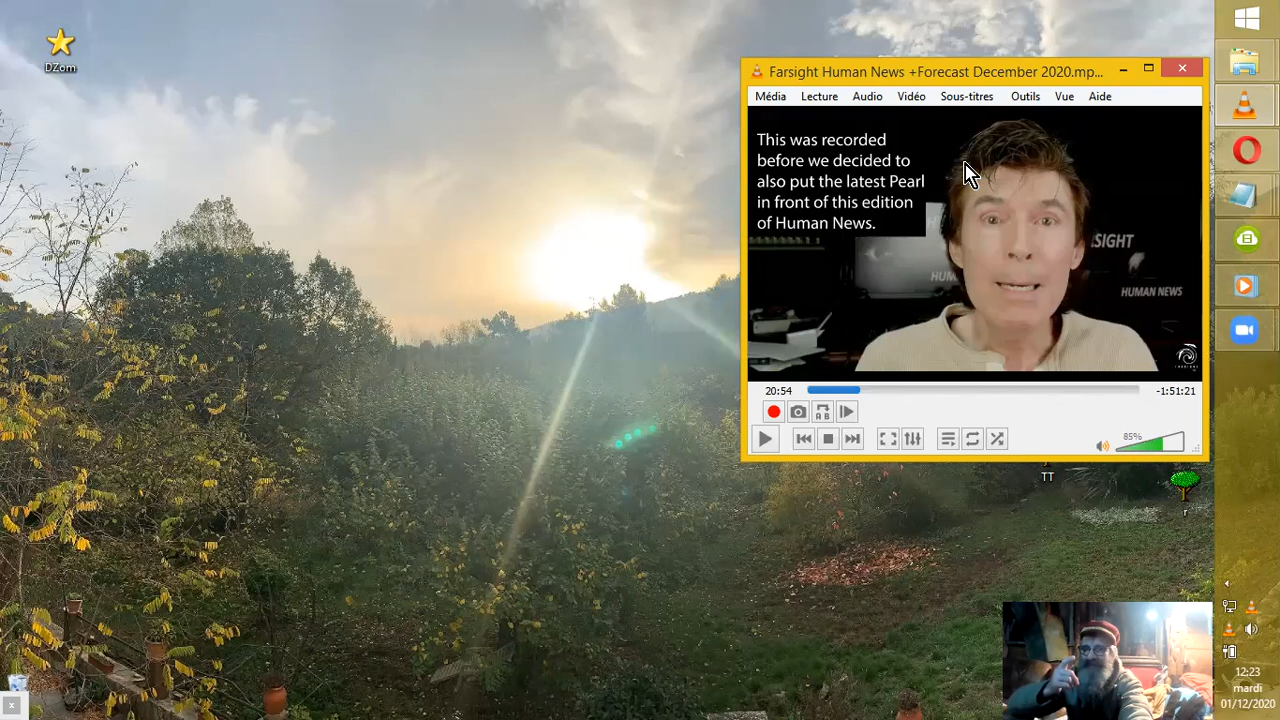 DZom
Farsight Human News +Forecast December 2020.mp...
Média Lecture Audio Vidéo Sous-titres Outils Vue Aide
This was recorded
before we decided to
also put the latest Pearl
in front of this edition
of Human News.
SIGHT
HUM
HUMAN NEWS
20:54
-1:51:21
85%
TT
r
12:23
mardi
01/12/2020